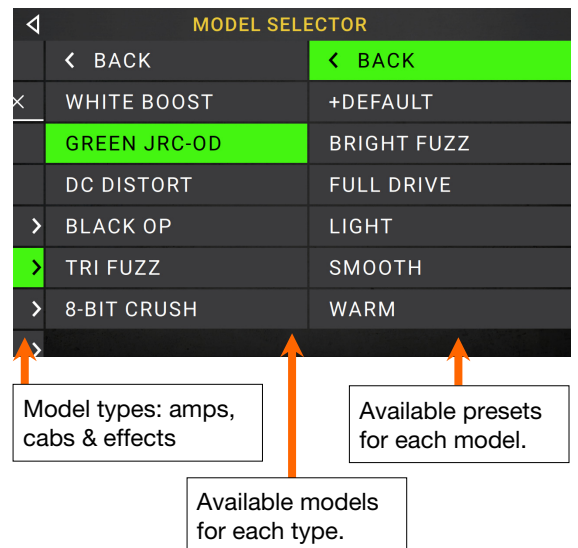 MODEL SELECTOR
BACK
WHITE BOOST
GREEN JRC-OD
DC DISTORT
BLACK OP
TRI FUZZ
8-BIT CRUSH
BACK
+DEFAULT
BRIGHT FUZZ
FULL DRIVE
LIGHT
SMOOTH
WARM
Model types: amps,
cabs & effects
Available models
for each type.
Available presets
for each model.